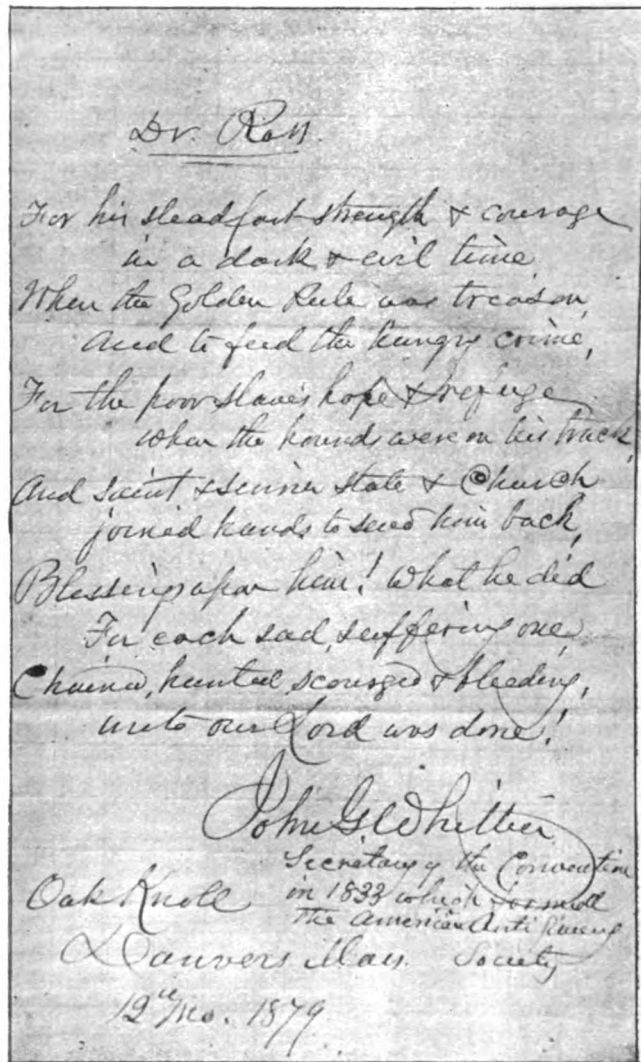 Dr. Ross.
For his steadfast strength & courage
in a dark & evil time
When the Golden Rule was treason,
And to feed the hungry crime,
For the poor slave's hope & refuge
When the hounds were on his track,
And saint & sinner state & Church
joined hands to send him back,
Blessings upon him! What he did
For each sad, suffering one,
Chained, hunted, scourged & bleeding,
unto our Lord was done!
John G. Whittier
Secretary of the Convention
in 1833 which formed
the American Anti Slavery
Society
Oak Knoll
Danvers Mass.
12th Mo. 1879